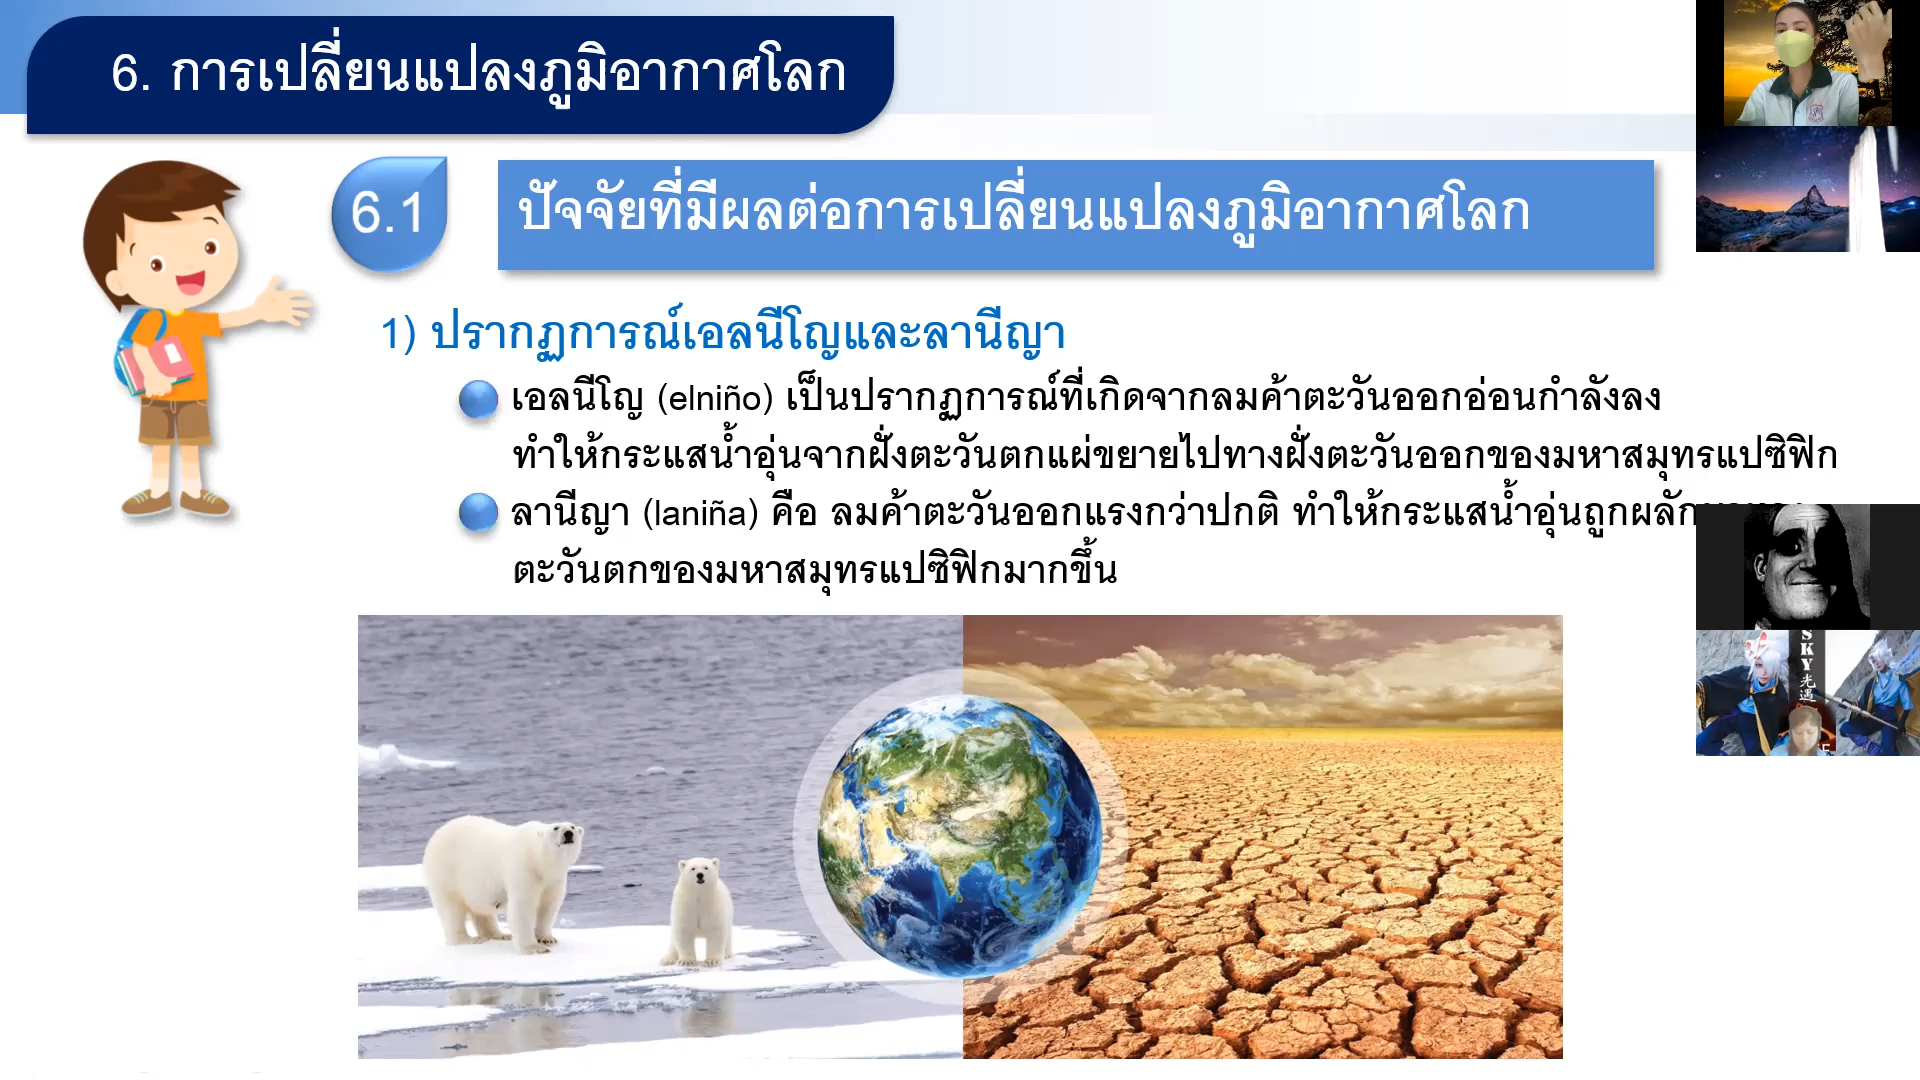 6. การเปลี่ยนแปลงภูมิอากาศโลก
6.1
ปัจจัยที่มีผลต่อการเปลี่ยนแปลงภูมิอากาศโลก
1) ปรากฏการณ์เอลนีโญและลานีญา
เอลนีโญ (elniño) เป็นปรากฏการณ์ที่เกิดจากลมค้าตะวันออกอ่อนกำลังลง
ทำให้กระแสน้ำอุ่นจากฝั่งตะวันตกแผ่ขยายไปทางฝั่งตะวันออกของมหาสมุทรแปซิฟิก
ลานีญา (laniña) คือ ลมค้าตะวันออกแรงกว่าปกติ ทำให้กระแสน้ำอุ่นถูกผลัก
ตะวันตกของมหาสมุทรแปซิฟิกมากขึ้น
SKY
光遇